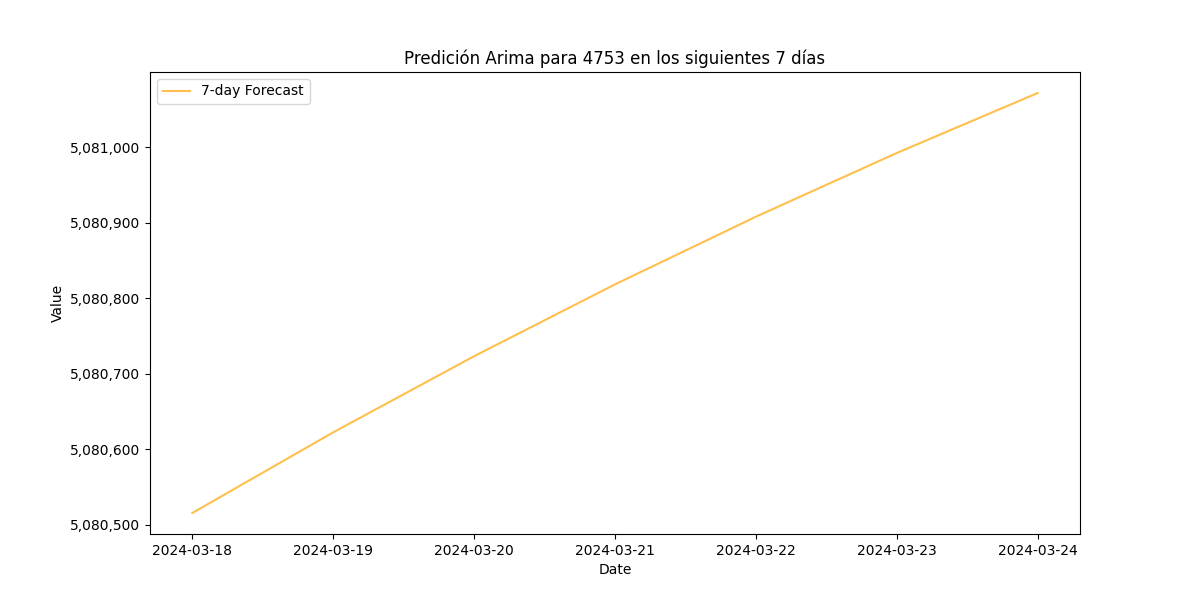 Predición Arima para 4753 en los siguientes 7 días
7-day Forecast
Value
5,081,000
5,080,900
5,080,800
5,080,700
5,080,600
5,080,500
2024-03-18 2024-03-19 2024-03-20 2024-03-21 2024-03-22 2024-03-23 2024-03-24
Date